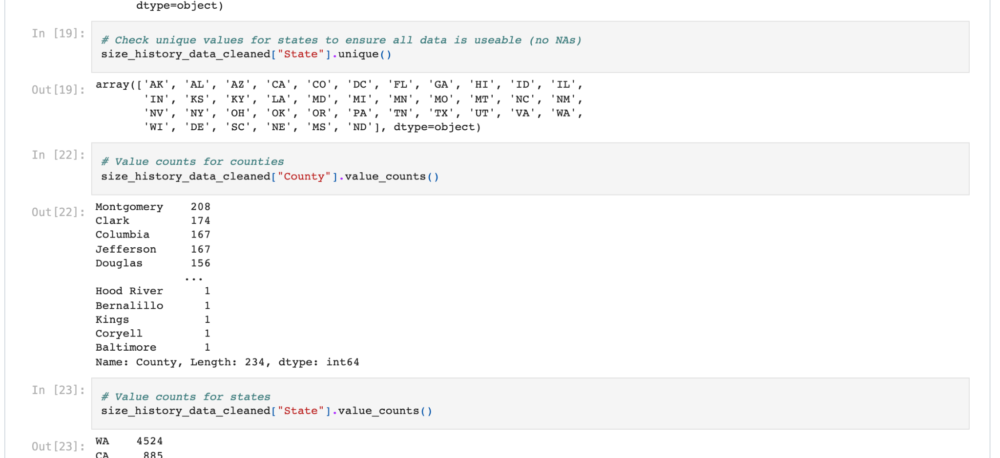 dtype=object)
In [19]:
# Check unique values for states to ensure all data is useable (no NAs)
size_history_data_cleaned["State"].unique()
Out[19]:
array(['AK', 'AL', 'AZ', 'CA', 'CO', 'DC', 'FL', 'GA', 'HI', 'ID', 'IL',
'IN', 'KS', 'KY', 'LA', 'MD', 'MI', 'MN', 'MO', 'MT', 'NC', 'NM',
'NV', 'NY', 'OH', 'OK', 'OR', 'PA', 'TN', 'TX', 'UT', 'VA', 'WA',
'WI', 'DE', 'SC', 'NE', 'MS', 'ND'], dtype=object)
In [22]:
# Value counts for counties
size_history_data_cleaned["County"].value_counts()
Out[22]:
Montgomery 208
Clark 174
Columbia 167
Jefferson 167
Douglas 156
...
Hood River 1
Bernalillo 1
Kings 1
Coryell 1
Baltimore 1
Name: County, Length: 234, dtype: int64
In [23]:
# Value counts for states
size_history_data_cleaned["State"].value_counts()
Out[23]:
WA 4524
CA 885